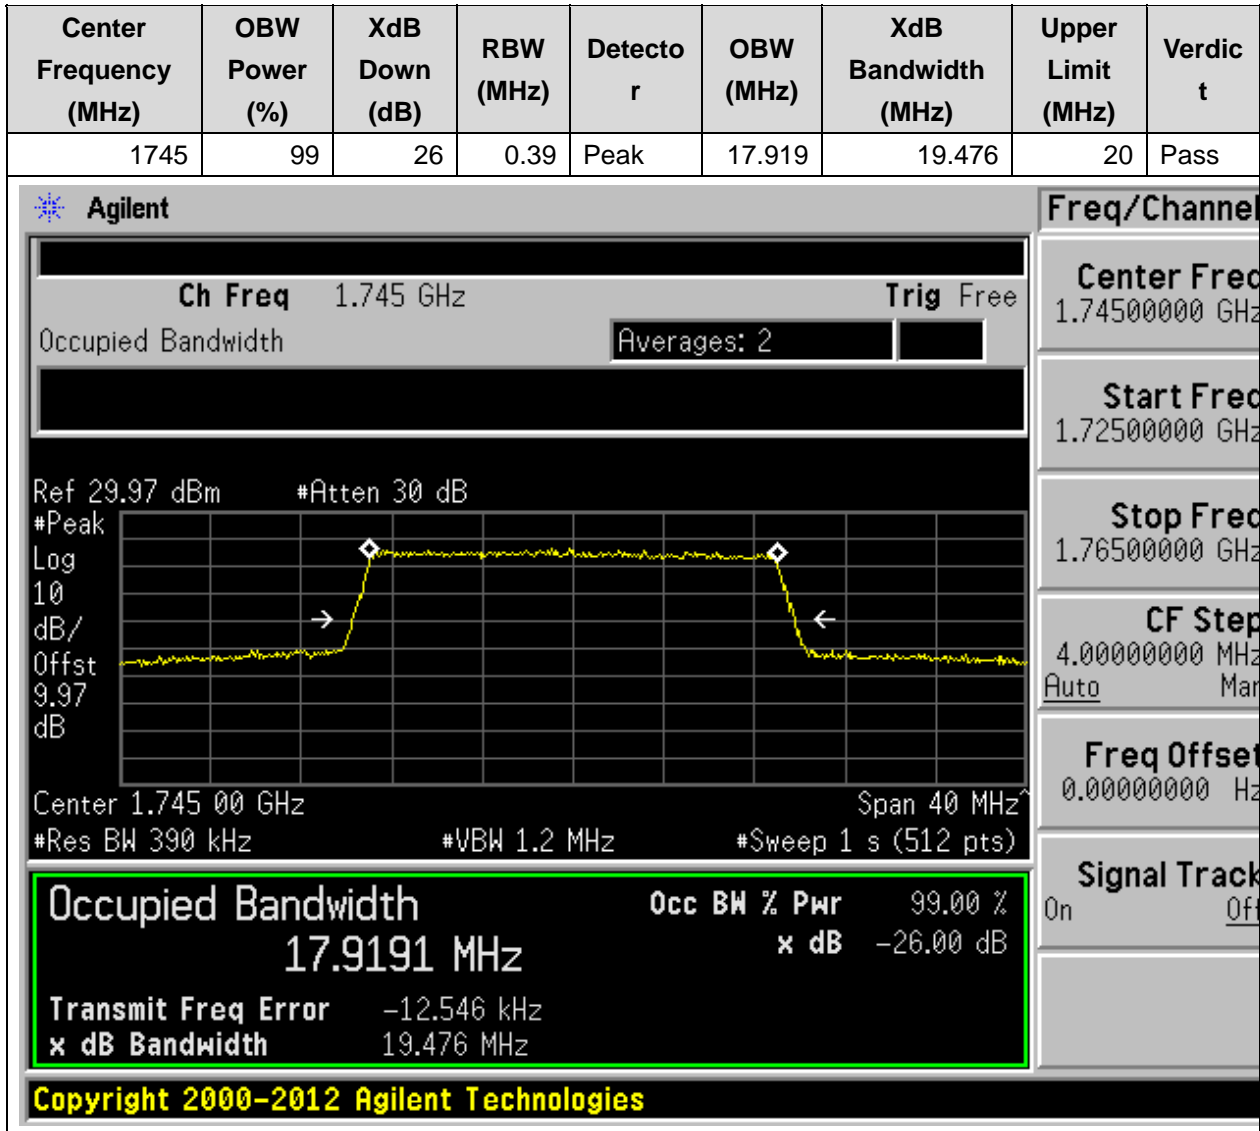 Center Frequency (MHz) OBW Power (%) XdB Down (dB) RBW (MHz) Detecto r OBW (MHz) XdB Bandwidth (MHz) Upper Limit (MHz) Verdic t
1745 99 26 0.39 Peak 17.919 19.476 20 Pass
Agilent
Ch Freq 1.745 GHz Trig Free
Occupied Bandwidth Averages: 2
Ref 29.97 dBm #Atten 30 dB
#Peak
Log
10
dB/
Offst
9.97
dB
Center 1.745 00 GHz Span 40 MHz^
#Res BW 390 kHz #VBW 1.2 MHz #Sweep 1 s (512 pts)
Occupied Bandwidth Occ BW % Pwr 99.00 %
17.9191 MHz x dB -26.00 dB
Transmit Freq Error -12.546 kHz
x dB Bandwidth 19.476 MHz
Copyright 2000-2012 Agilent Technologies
Freq/Channel
Center Freq
1.74500000 GHz
Start Freq
1.72500000 GHz
Stop Freq
1.76500000 GHz
CF Step
4.00000000 MHz
Auto Man
Freq Offset
0.00000000 Hz
Signal Track
On Off